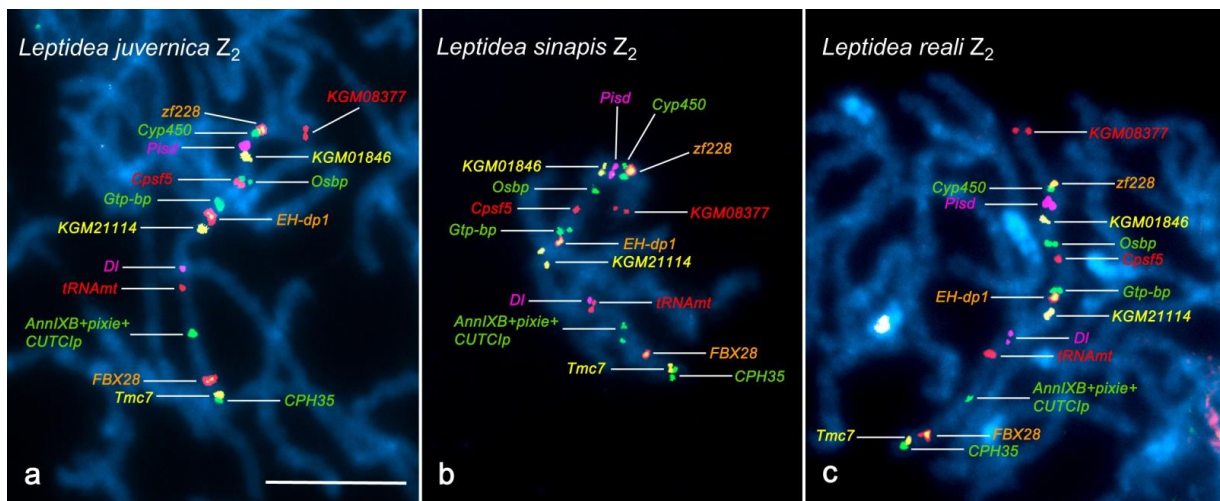 Leptidea juvernica Z2
KGM08377
zf228
Cyp450
Pisd
KGM01846
Cpsf5
Osbp
Gtp-bp
EH-dp1
KGM21114
Dl
tRNAmt
AnnIXB+pixie+
CUTClp
FBX28
Tmc7
CPH35
a
Leptidea sinapis Z2
Pisd
Cyp450
zf228
KGM01846
Osbp
Cpsf5
KGM08377
Gtp-bp
EH-dp1
KGM21114
Dl
tRNAmt
AnnIXB+pixie+
CUTClp
FBX28
Tmc7
CPH35
b
Leptidea reali Z2
KGM08377
zf228
Cyp450
Pisd
KGM01846
Osbp
Cpsf5
Gtp-bp
EH-dp1
KGM21114
Dl
tRNAmt
AnnIXB+pixie+
CUTClp
Tmc7
FBX28
CPH35
c